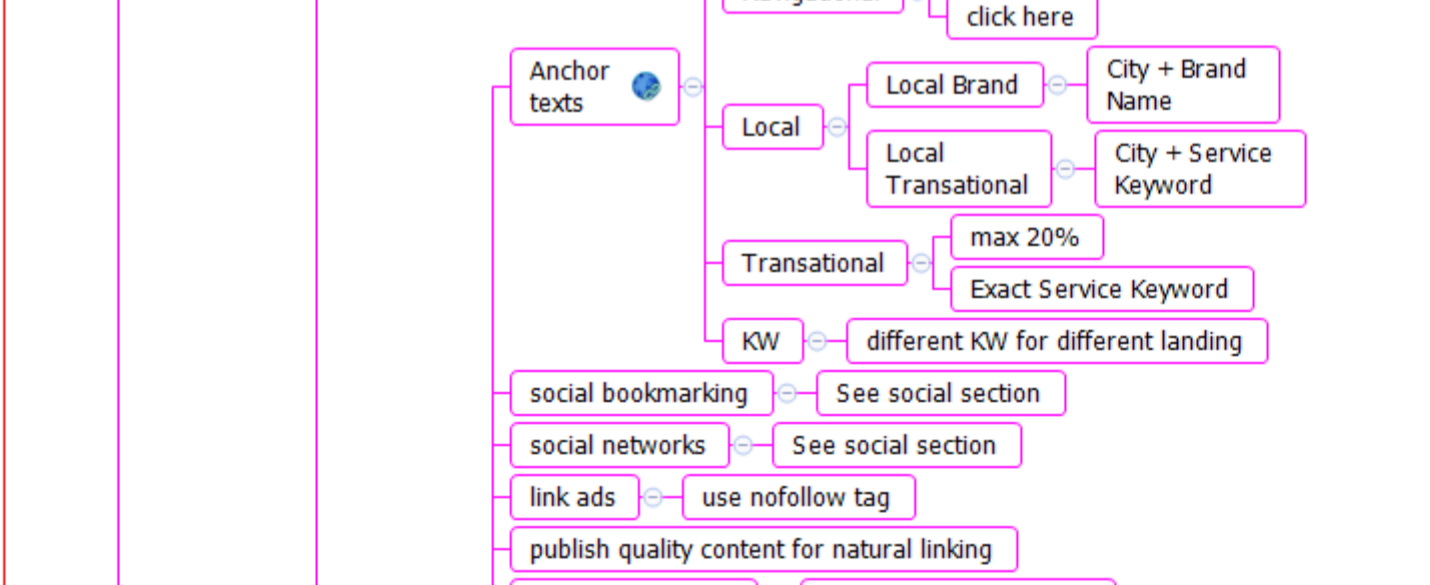 click here
Anchor
texts
Local
Local Brand
City + Brand
Name
Local
Transational
City + Service
Keyword
Transational
max 20%
Exact Service Keyword
KW
different KW for different landing
social bookmarking
See social section
social networks
See social section
link ads
use nofollow tag
publish quality content for natural linking